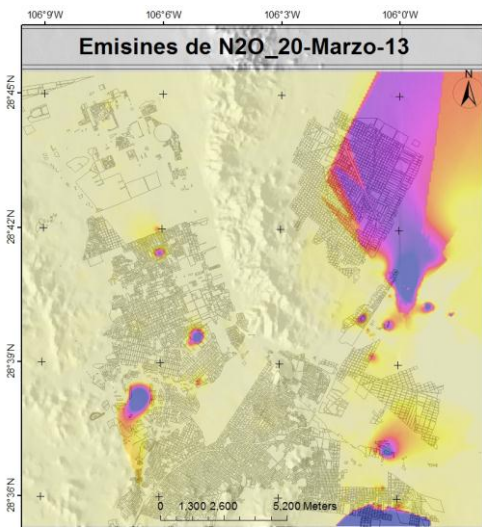 106°9'W 106°6'W 106°3'W 106°0'W
Emisines de N2O_20-Marzo-13
N
28°45'N
28°42'N
28°39'N
28°36'N
0 1,300 2,600 5,200 Meters